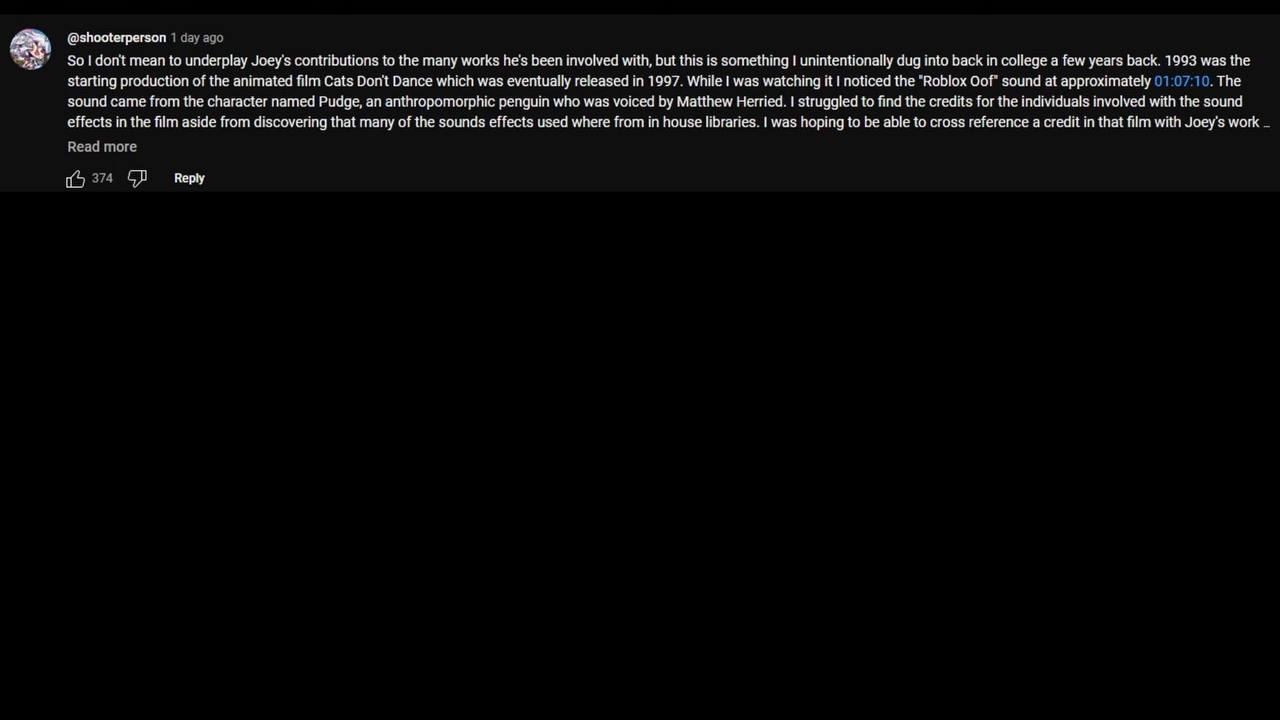 @shooterperson 1 day ago
So I don't mean to underplay Joey's contributions to the many works he's been involved with, but this is something I unintentionally dug into back in college a few years back. 1993 was the
starting production of the animated film Cats Don't Dance which was eventually released in 1997. While I was watching it I noticed the "Roblox Oof" sound at approximately 01:07:10. The
sound came from the character named Pudge, an anthropomorphic penguin who was voiced by Matthew Herried. I struggled to find the credits for the individuals involved with the sound
effects in the film aside from discovering that many of the sounds effects used where from in house libraries. I was hoping to be able to cross reference a credit in that film with Joey's work ...
Read more
374 Reply